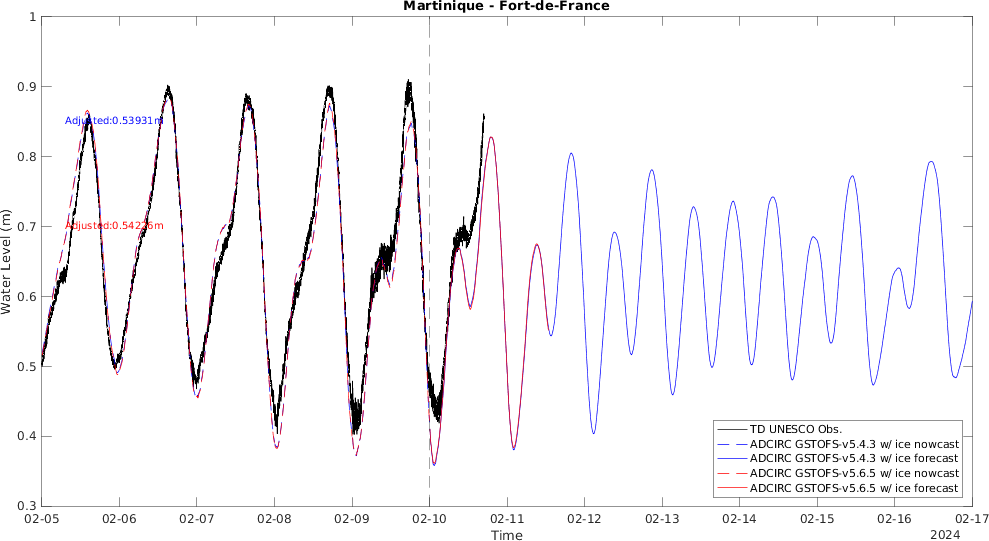 Martinique - Fort-de-France
1
0.9
0.8
0.7
0.6
0.5
0.4
0.3
Water Level (m)
Adjusted:0.53931m
Adjusted:0.54226m
TD UNESCO Obs.
ADCIRC GSTOFS-v5.4.3 w/ ice nowcast
ADCIRC GSTOFS-v5.4.3 w/ ice forecast
ADCIRC GSTOFS-v5.6.5 w/ ice nowcast
ADCIRC GSTOFS-v5.6.5 w/ ice forecast
02-05 02-06 02-07 02-08 02-09 02-10 02-11 02-12 02-13 02-14 02-15 02-16 02-17
Time
2024